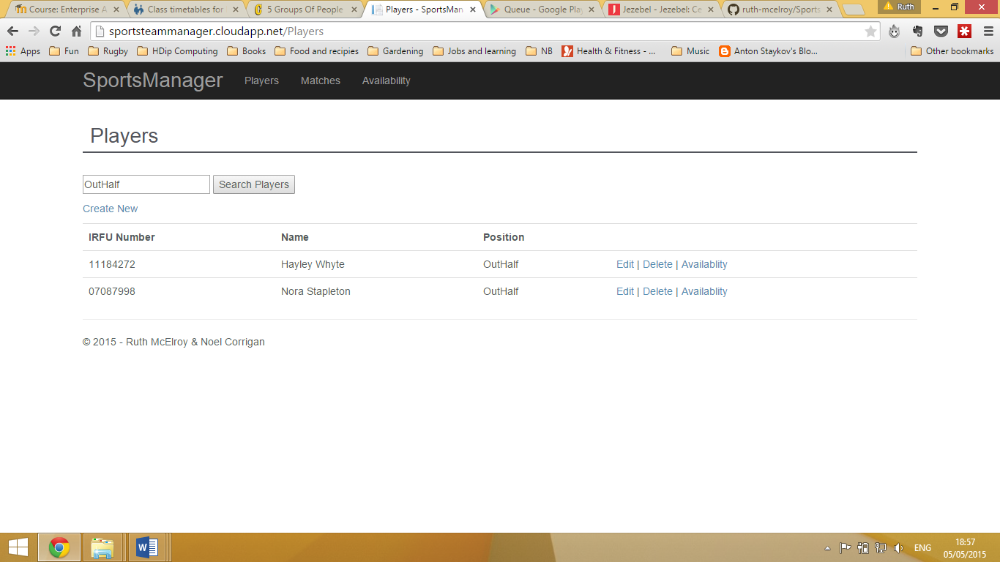 Course: Enterprise A
Class timetables for
5 Groups Of People
Players - SportsMan
Queue - Google Play
Jezebel - Jezebel: Ce
ruth-mcelroy/Sports
Ruth
sportsteammanager.cloudapp.net/Players
Apps Fun Rugby HDip Computing Books Food and recipies Gardening Jobs and learning NB Health & Fitness - ... Music Anton Staykov's Blo... Other bookmarks
SportsManager Players Matches Availability
Players
OutHalf Search Players
Create New
IRFU Number Name Position
11184272 Hayley Whyte OutHalf Edit | Delete | Availablity
07087998 Nora Stapleton OutHalf Edit | Delete | Availablity
© 2015 - Ruth McElroy & Noel Corrigan
ENG
18:57
05/05/2015